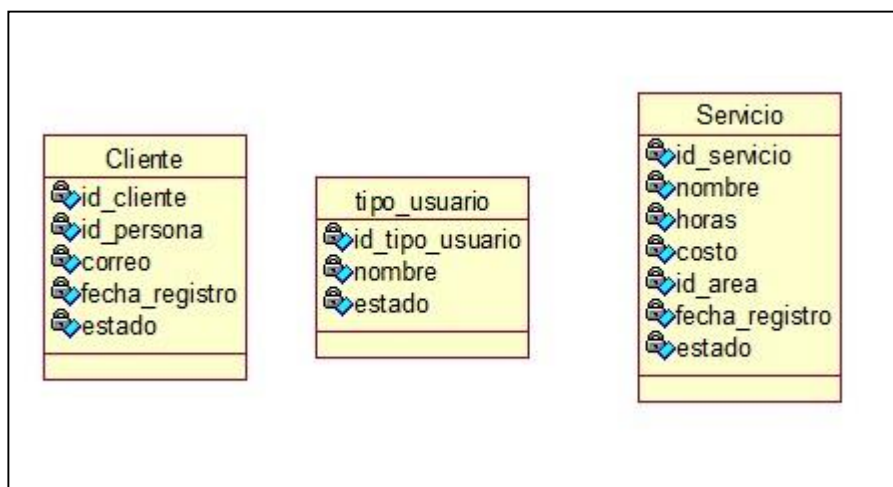 Cliente
id_cliente
id_persona
correo
fecha_registro
estado
tipo_usuario
id_tipo_usuario
nombre
estado
Servicio
id_servicio
nombre
horas
costo
id_area
fecha_registro
estado